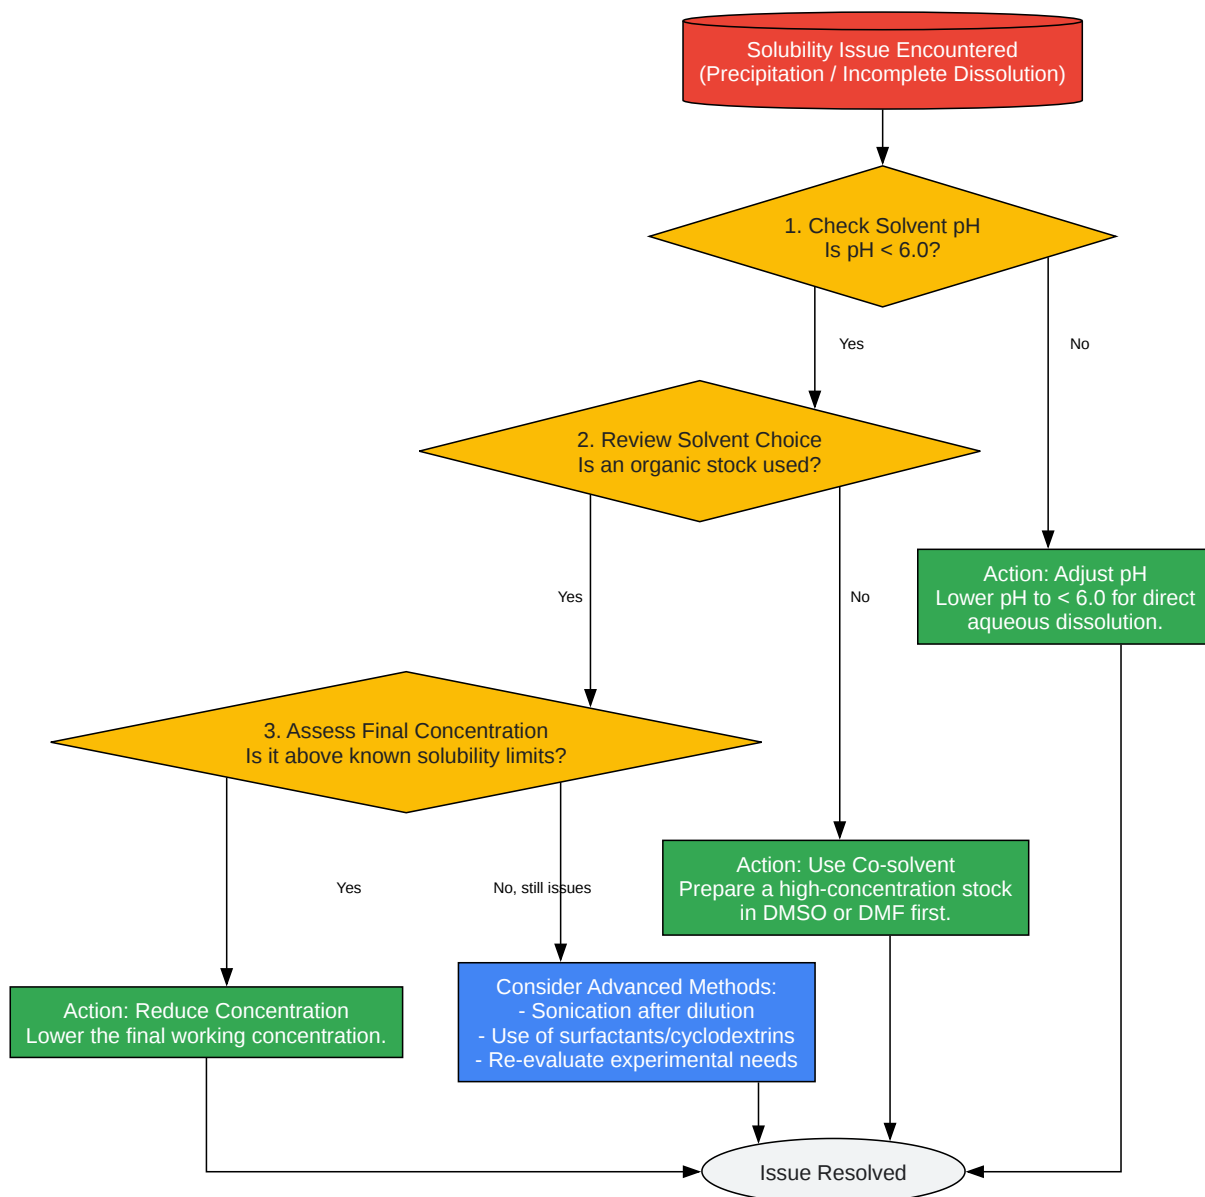 Solubility Issue Encountered
(Precipitation / Incomplete Dissolution)
1. Check Solvent pH
Is pH < 6.0?
Yes
No
2. Review Solvent Choice
Is an organic stock used?
Yes
No
Action: Adjust pH
Lower pH to < 6.0 for direct
aqueous dissolution.
3. Assess Final Concentration
Is it above known solubility limits?
Yes
No, still issues
Action: Use Co-solvent
Prepare a high-concentration stock
in DMSO or DMF first.
Action: Reduce Concentration
Lower the final working concentration.
Consider Advanced Methods:
- Sonication after dilution
- Use of surfactants/cyclodextrins
- Re-evaluate experimental needs
Issue Resolved